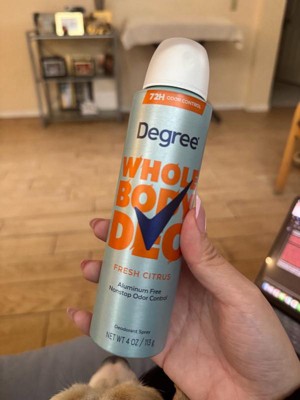 72H ODOR CONTROL
Degree
WHOLE
BODY
DEO
FRESH CITRUS
Aluminum Free
Nonstop Odor Control
Deodorant Spray
NET WT 4 OZ / 113 g